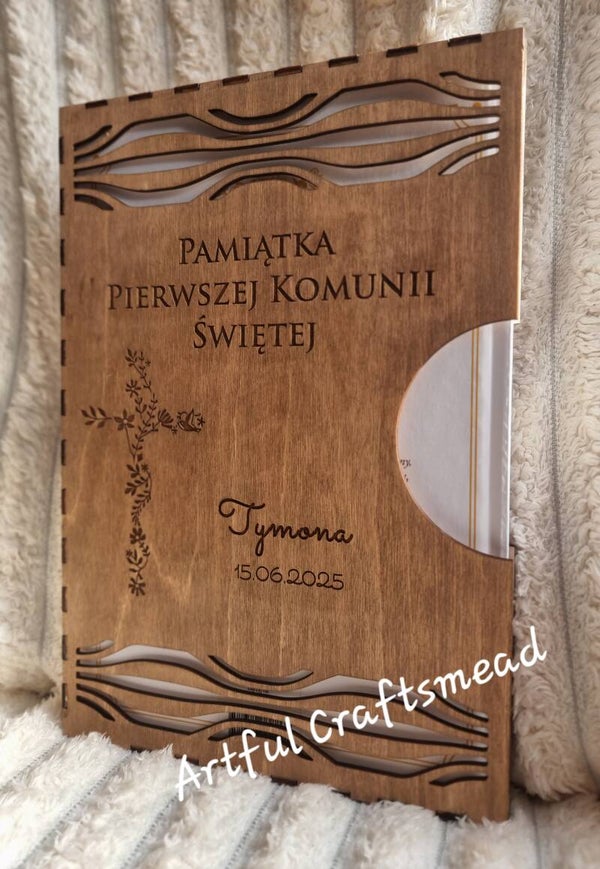 Pamiątka
Pierwszej Komunii
Świętej
Tymona
15.06.2025
Artful Craftsmead